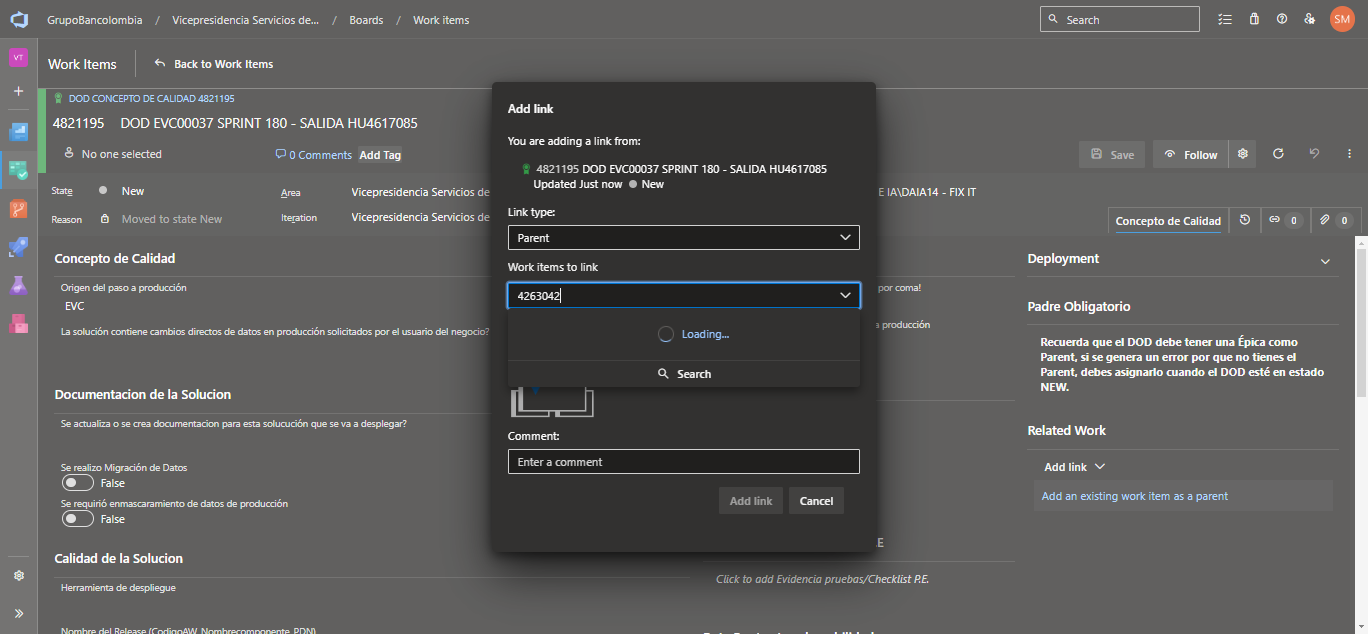 GrupoBancolombia / Vicepresidencia Servicios de... / Boards / Work items
Search
SM
VT
Work Items
Back to Work Items
DOD CONCEPTO DE CALIDAD 4821195
4821195 DOD EVC00037 SPRINT 180 - SALIDA HU4617085
No one selected
0 Comments
Add Tag
Save
Follow
State
New
Area
Vicepresidencia Servicios de
E IA\DAIA14 - FIX IT
Reason
Moved to state New
Iteration
Vicepresidencia Servicios de
Concepto de Calidad
0
0
Add link
You are adding a link from:
4821195 DOD EVC00037 SPRINT 180 - SALIDA HU4617085
Updated Just now
New
Link type:
Parent
Work items to link
4263042
Loading...
Search
Comment:
Enter a comment
Add link
Cancel
Concepto de Calidad
Origen del paso a producción
EVC
La solución contiene cambios directos de datos en producción solicitados por el usuario del negocio?
por coma!
a producción
Documentacion de la Solucion
Se actualiza o se crea documentacion para esta solucución que se va a desplegar?
Se realizo Migración de Datos
False
Se requirió enmascaramiento de datos de producción
False
Calidad de la Solucion
Herramienta de despliegue
Nombre del Release (CodigoAW_Nombrecomponente_PDN)
E
Click to add Evidencia pruebas/Checklist P.E.
Deployment
Padre Obligatorio
Recuerda que el DOD debe tener una Épica como
Parent, si se genera un error por que no tienes el
Parent, debes asignarlo cuando el DOD esté en estado
NEW.
Related Work
Add link
Add an existing work item as a parent